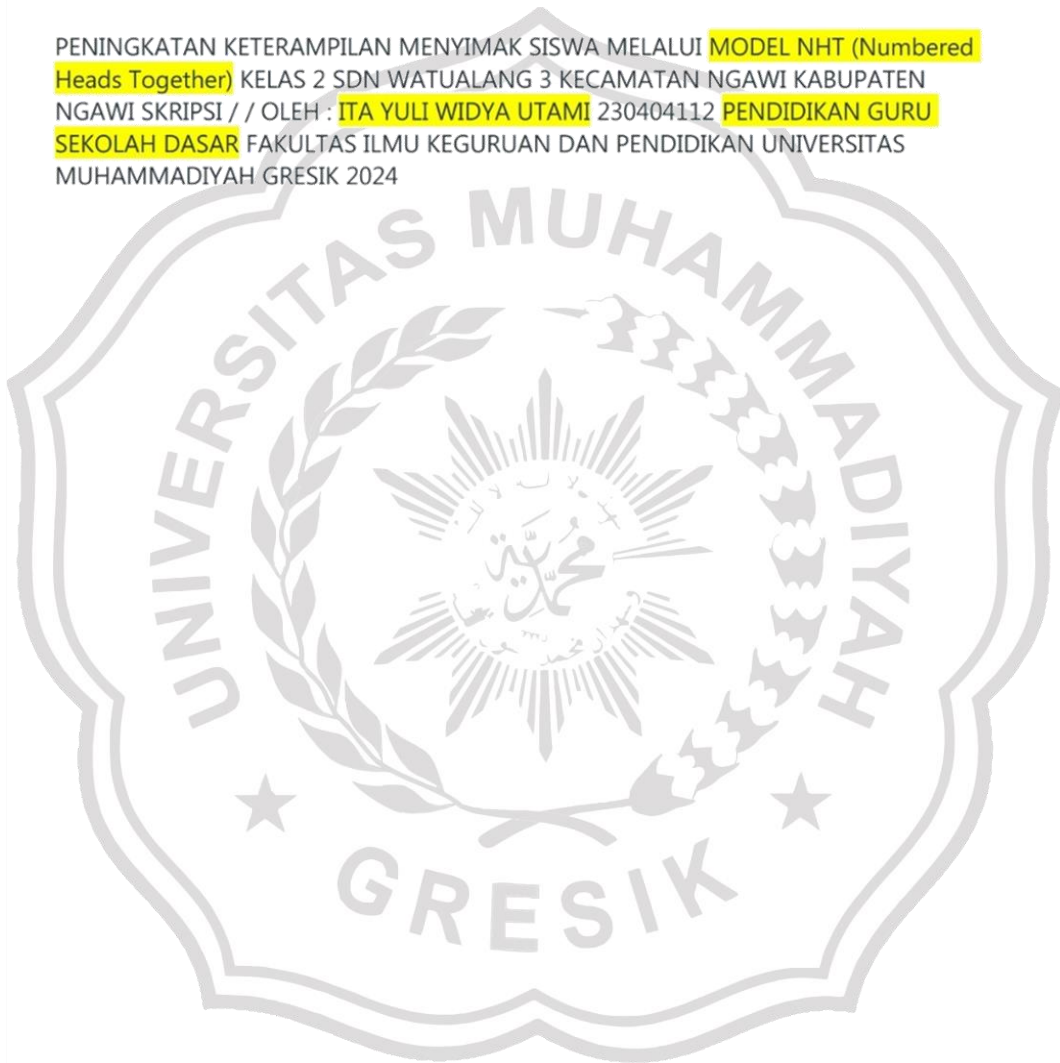 PENINGKATAN KETERAMPILAN MENYIMAK SISWA MELALUI MODEL NHT (Numbered
Heads Together) KELAS 2 SDN WATUALANG 3 KECAMATAN NGAWI KABUPATEN
NGAWI SKRIPSI / / OLEH : ITA YULI WIDYA UTAMI 230404112 PENDIDIKAN GURU
SEKOLAH DASAR FAKULTAS ILMU KEGURUAN DAN PENDIDIKAN UNIVERSITAS
MUHAMMADIYAH GRESIK 2024
UNIVERSITAS MUHAMMADIYAH
GRESIK